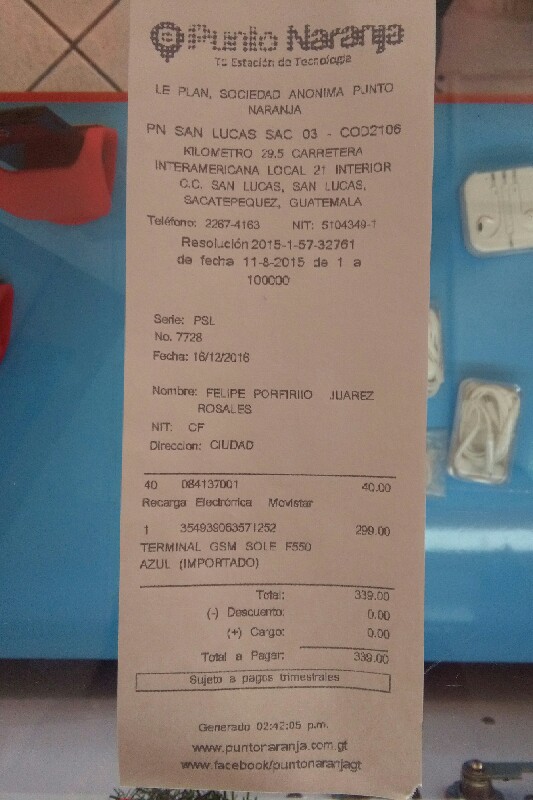 Punto Naranja
Tú Estación de Tecnología
LE PLAN, SOCIEDAD ANONIMA PUNTO
NARANJA
PN SAN LUCAS SAC 03 - COD2106
KILOMETRO 29.5 CARRETERA
INTERAMERICANA LOCAL 21 INTERIOR
C.C. SAN LUCAS, SAN LUCAS,
SACATEPEQUEZ, GUATEMALA
Teléfono: 2267-4163 NIT: 5104349-1
Resolución 2015-1-57-32761
de fecha 11-8-2015 de 1 a
100000
Serie: PSL
No. 7728
Fecha: 16/12/2016
Nombre: FELIPE PORFIRIIO JUAREZ
ROSALES
NIT: CF
Direccion: CIUDAD
40 084137001 40.00
Recarga Electrónica Movistar
1 354939063571252 299.00
TERMINAL GSM SOLE F550
AZUL (IMPORTADO)
Total: 339.00
(-) Descuento: 0.00
(+) Cargo: 0.00
Total a Pagar: 339.00
Sujeto a pagos trimestrales
Generado 02:42:05 p.m.
www.puntonaranja.com.gt
www.facebook/puntonaranjagt